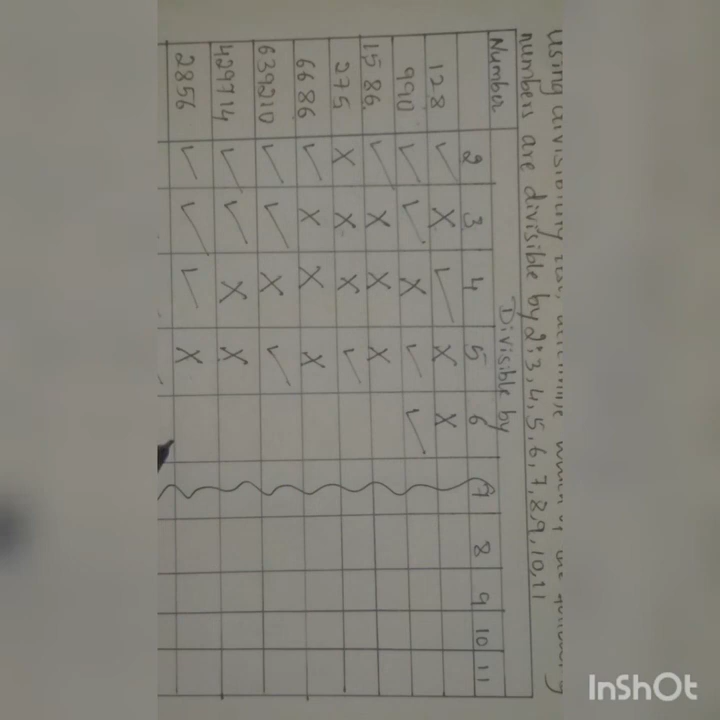 using divisibility test, determine which of the following
numbers are divisible by 2, 3, 4, 5, 6, 7, 8, 9, 10, 11
Number Divisible by
2 3 4 5 6 7 8 9 10 11
128 ✓ X ✓ X X
990 ✓ ✓ X ✓ ✓
1586 ✓ X X X
275 X X X ✓
6686 ✓ X X X
639210 ✓ ✓ X ✓
429714 ✓ ✓ X X
2856 ✓ ✓ ✓ X
InShOt